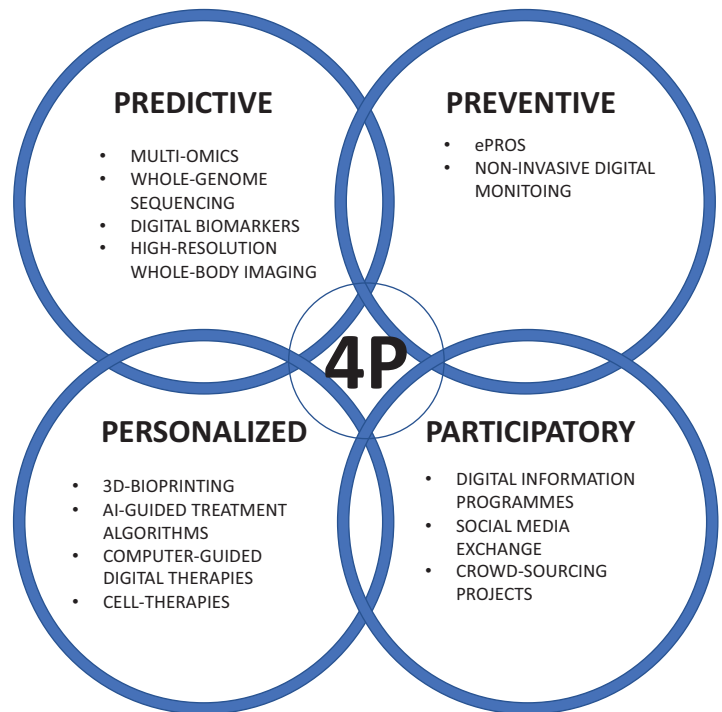 PREDICTIVE
• MULTI-OMICS
• WHOLE-GENOME
SEQUENCING
• DIGITAL BIOMARKERS
• HIGH-RESOLUTION
WHOLE-BODY IMAGING
PREVENTIVE
• ePROS
• NON-INVASIVE DIGITAL
MONITOING
4P
PERSONALIZED
• 3D-BIOPRINTING
• AI-GUIDED TREATMENT
ALGORITHMS
• COMPUTER-GUIDED
DIGITAL THERAPIES
• CELL-THERAPIES
PARTICIPATORY
• DIGITAL INFORMATION
PROGRAMMES
• SOCIAL MEDIA
EXCHANGE
• CROWD-SOURCING
PROJECTS